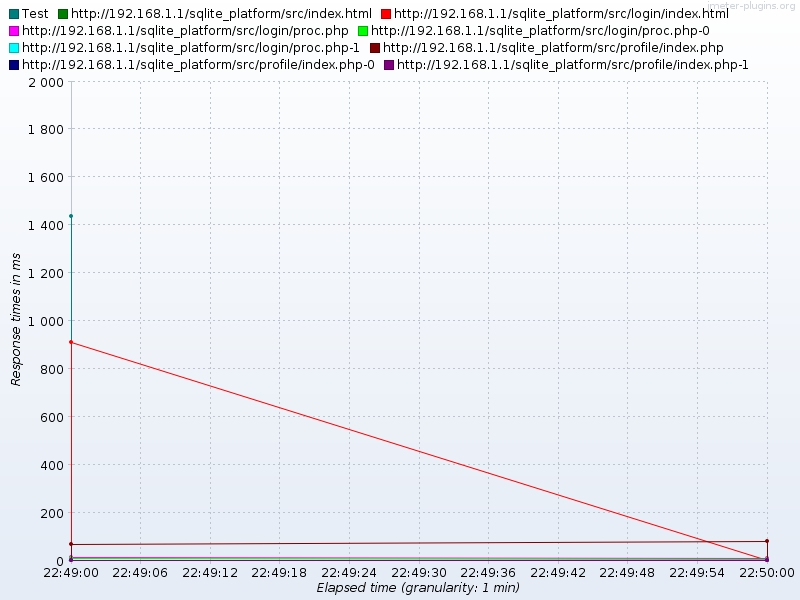 jmeter-plugins.org
Test http://192.168.1.1/sqlite_platform/src/index.html http://192.168.1.1/sqlite_platform/src/login/index.html
http://192.168.1.1/sqlite_platform/src/login/proc.php http://192.168.1.1/sqlite_platform/src/login/proc.php-0
http://192.168.1.1/sqlite_platform/src/login/proc.php-1 http://192.168.1.1/sqlite_platform/src/profile/index.php
http://192.168.1.1/sqlite_platform/src/profile/index.php-0 http://192.168.1.1/sqlite_platform/src/profile/index.php-1
2 000
1 800
1 600
1 400
1 200
1 000
800
600
400
200
0
Response times in ms
22:49:00 22:49:06 22:49:12 22:49:18 22:49:24 22:49:30 22:49:36 22:49:42 22:49:48 22:49:54 22:50:00
Elapsed time (granularity: 1 min)